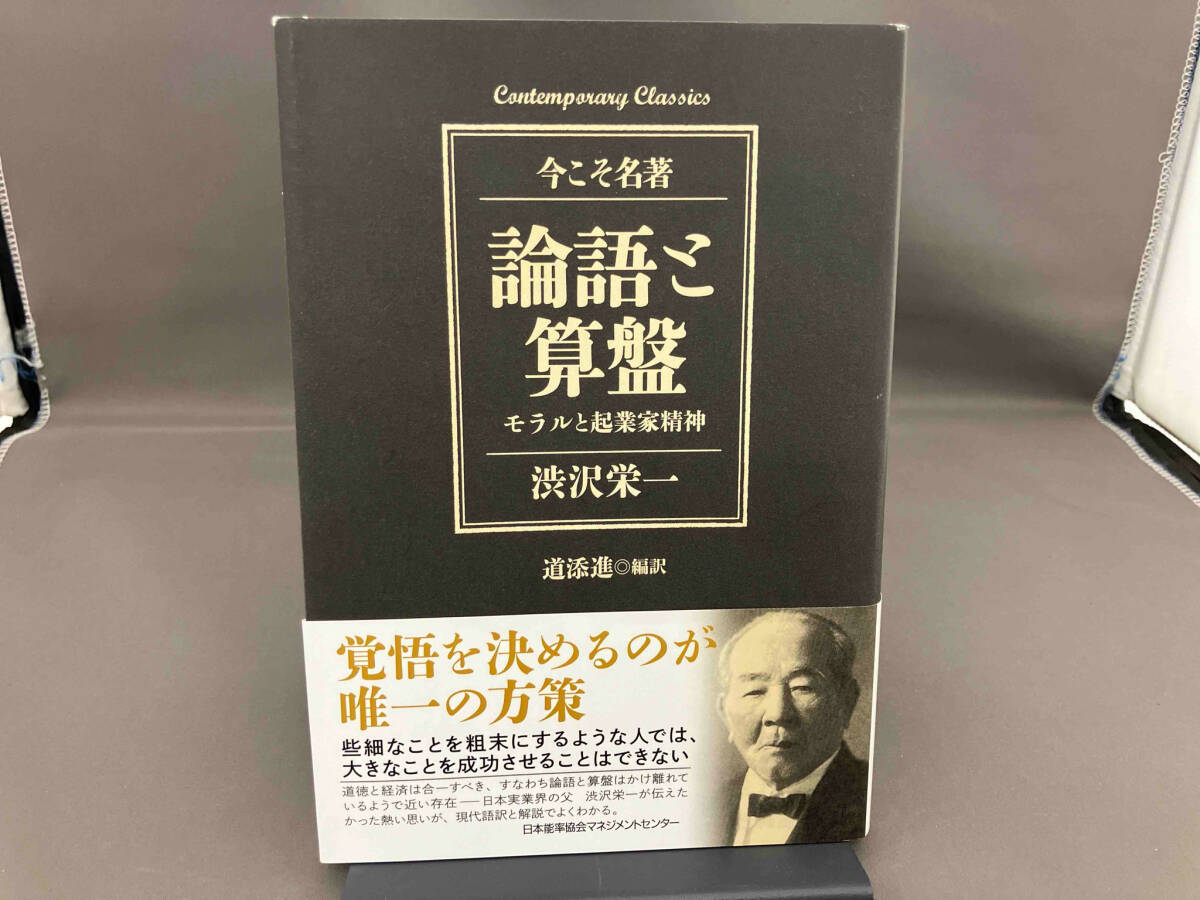 Contemporary Classics
今こそ名著
論語と
算盤
モラルと起業家精神
渋沢栄一
道添進◎編訳
覚悟を決めるのが
唯一の方策
些細なことを粗末にするような人では、
大きなことを成功させることはできない
道徳と経済は合一すべき、すなわち論語と算盤はかけ離れて
いるようで近い存在――日本実業界の父 渋沢栄一が伝えた
かった熱い思いが、現代語訳と解説でよくわかる。
日本能率協会マネジメントセンター